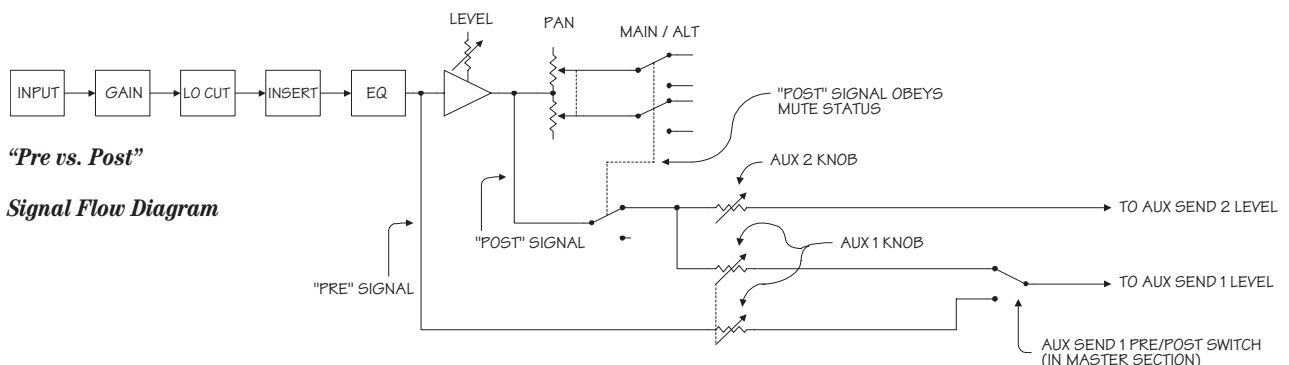 LEVEL
PAN
MAIN / ALT
INPUT
GAIN
LO CUT
INSERT
EQ
"POST" SIGNAL OBEYS
MUTE STATUS
“Pre vs. Post”
Signal Flow Diagram
AUX 2 KNOB
TO AUX SEND 2 LEVEL
"POST" SIGNAL
AUX 1 KNOB
"PRE" SIGNAL
TO AUX SEND 1 LEVEL
AUX SEND 1 PRE/POST SWITCH
(IN MASTER SECTION)